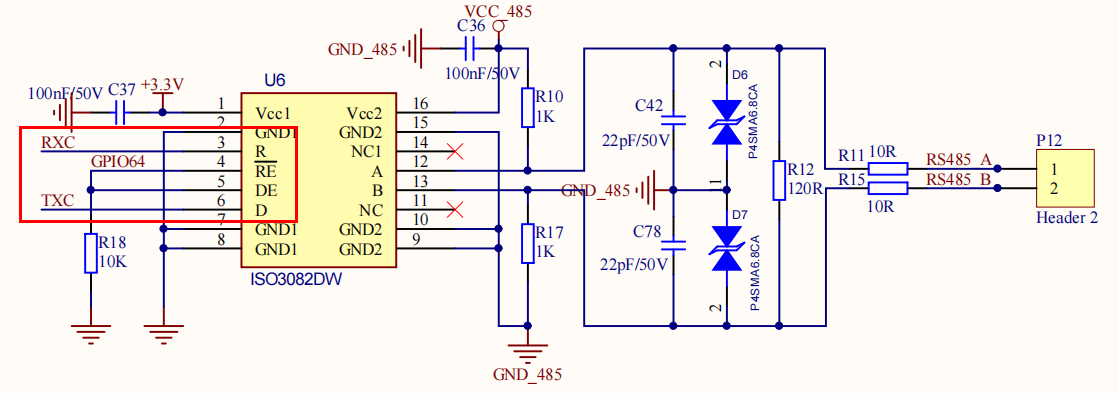 VCC_485
C36
GND_485
100nF/50V
U6
100nF/50V
C37
+3.3V
1
Vcc1
Vcc2
16
2
GND1
GND2
15
RXC
3
R
NC1
14
GPIO64
4
RE
A
12
5
DE
B
13
TXC
6
D
NC
11
7
GND1
GND2
10
8
GND1
GND2
9
ISO3082DW
R18
10K
R10
1K
R17
1K
GND_485
GND_485
C42
22pF/50V
C78
22pF/50V
2
D6
P4SMA6.8CA
1
D7
P4SMA6.8CA
2
R12
120R
R11
10R
R15
10R
RS485_A
RS485_B
P12
1
2
Header 2